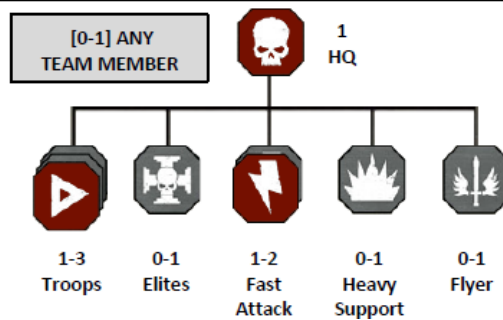 [0-1] ANY
TEAM MEMBER
1
HQ
1-3
Troops
0-1
Elites
1-2
Fast
Attack
0-1
Heavy
Support
0-1
Flyer